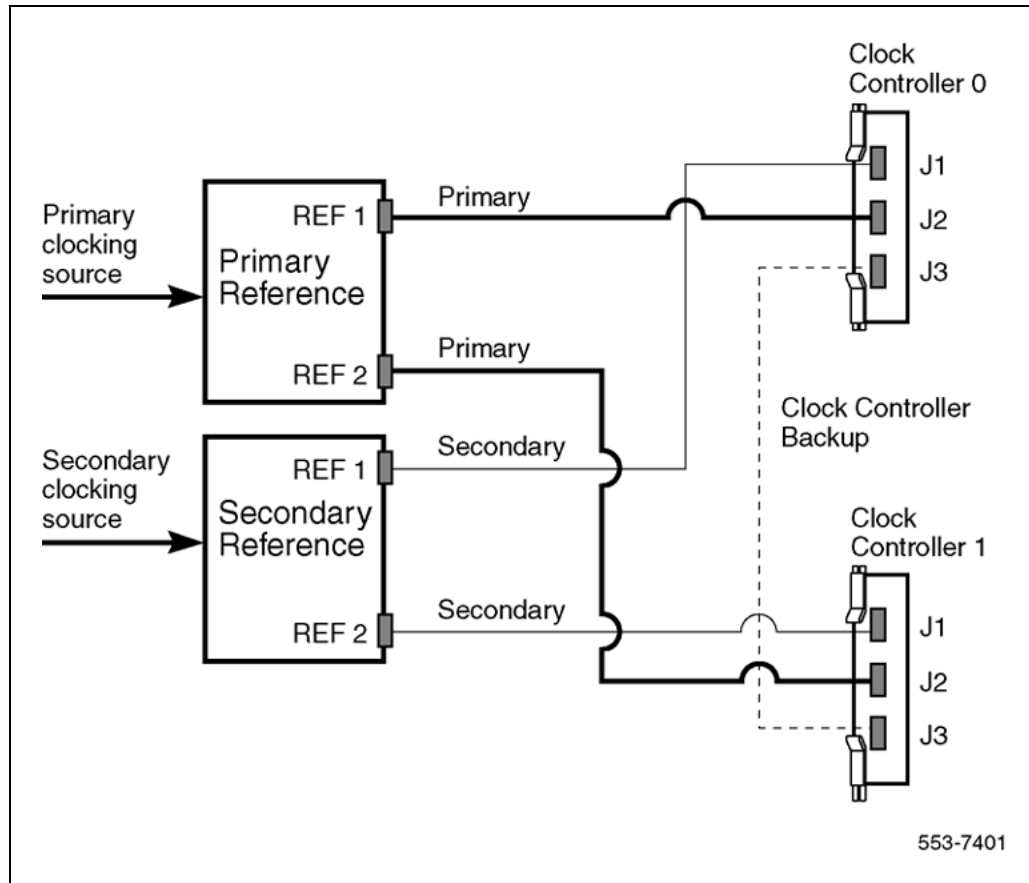 Clock
Controller 0
J1
J2
J3
Primary
clocking
source
REF 1
Primary
Reference
REF 2
Primary
Primary
Clock Controller
Backup
Secondary
clocking
source
REF 1
Secondary
Reference
REF 2
Secondary
Secondary
Clock
Controller 1
J1
J2
J3
553-7401